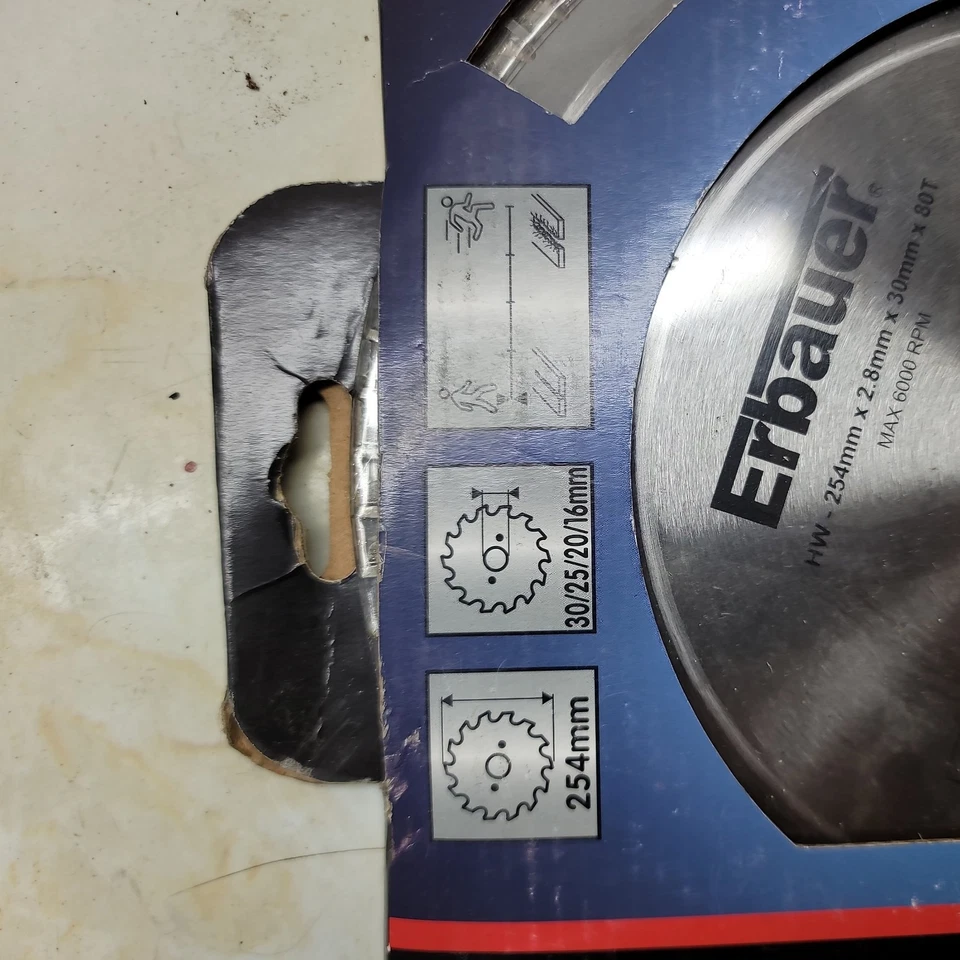 Erbauer®
HW - 254mm x 2.8mm x 30mm x 80T
MAX 6000 RPM
30/25/20/16mm
254mm